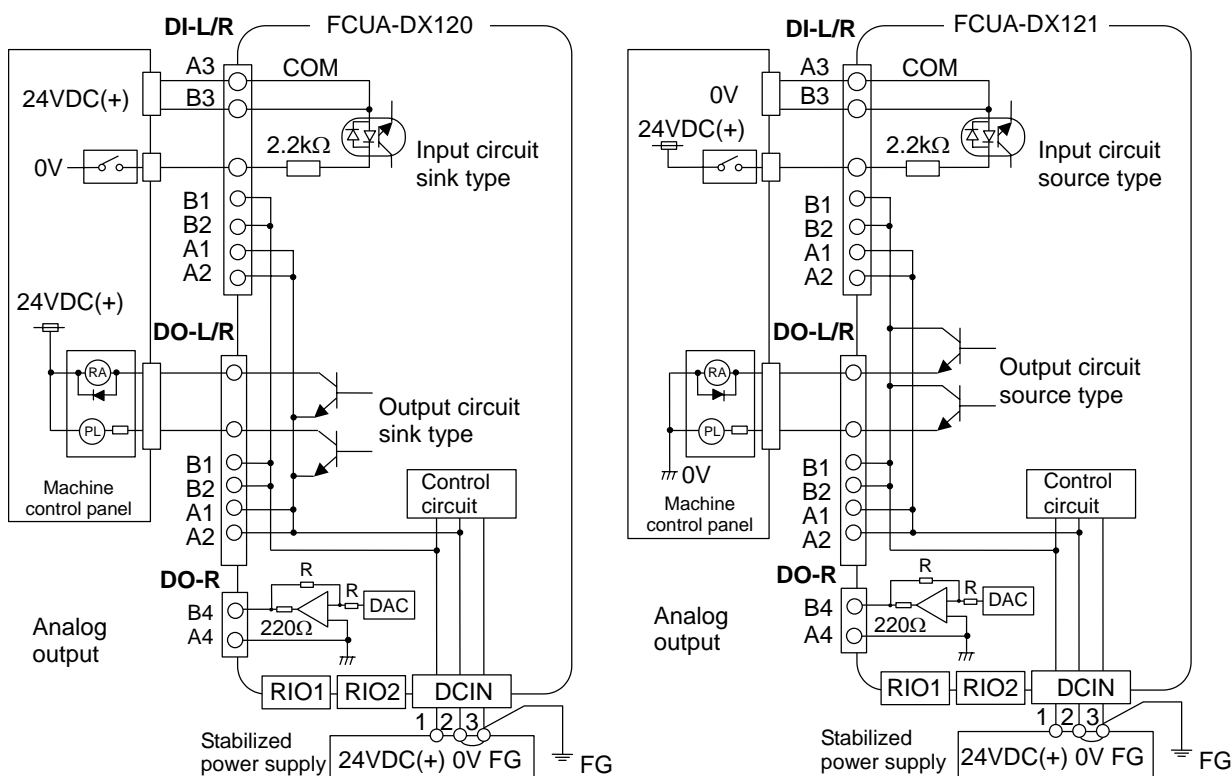 DI-L/R
FCUA-DX120
A3
COM
24VDC(+)
B3
2.2kΩ
0V
Input circuit
sink type
B1
B2
A1
A2
24VDC(+)
DO-L/R
RA
PL
Output circuit
sink type
B1
B2
A1
A2
Machine
control panel
Control
circuit
DO-R
R
R
DAC
B4
A4
220Ω
Analog
output
RIO1
RIO2
DCIN
1 2 3
Stabilized
power supply
24VDC(+) 0V FG
FG
DI-L/R
FCUA-DX121
A3
COM
0V
B3
24VDC(+)
2.2kΩ
Input circuit
source type
B1
B2
A1
A2
DO-L/R
RA
PL
Output circuit
source type
0V
B1
B2
A1
A2
Machine
control panel
Control
circuit
DO-R
R
R
DAC
B4
A4
220Ω
Analog
output
RIO1
RIO2
DCIN
1 2 3
Stabilized
power supply
24VDC(+) 0V FG
FG